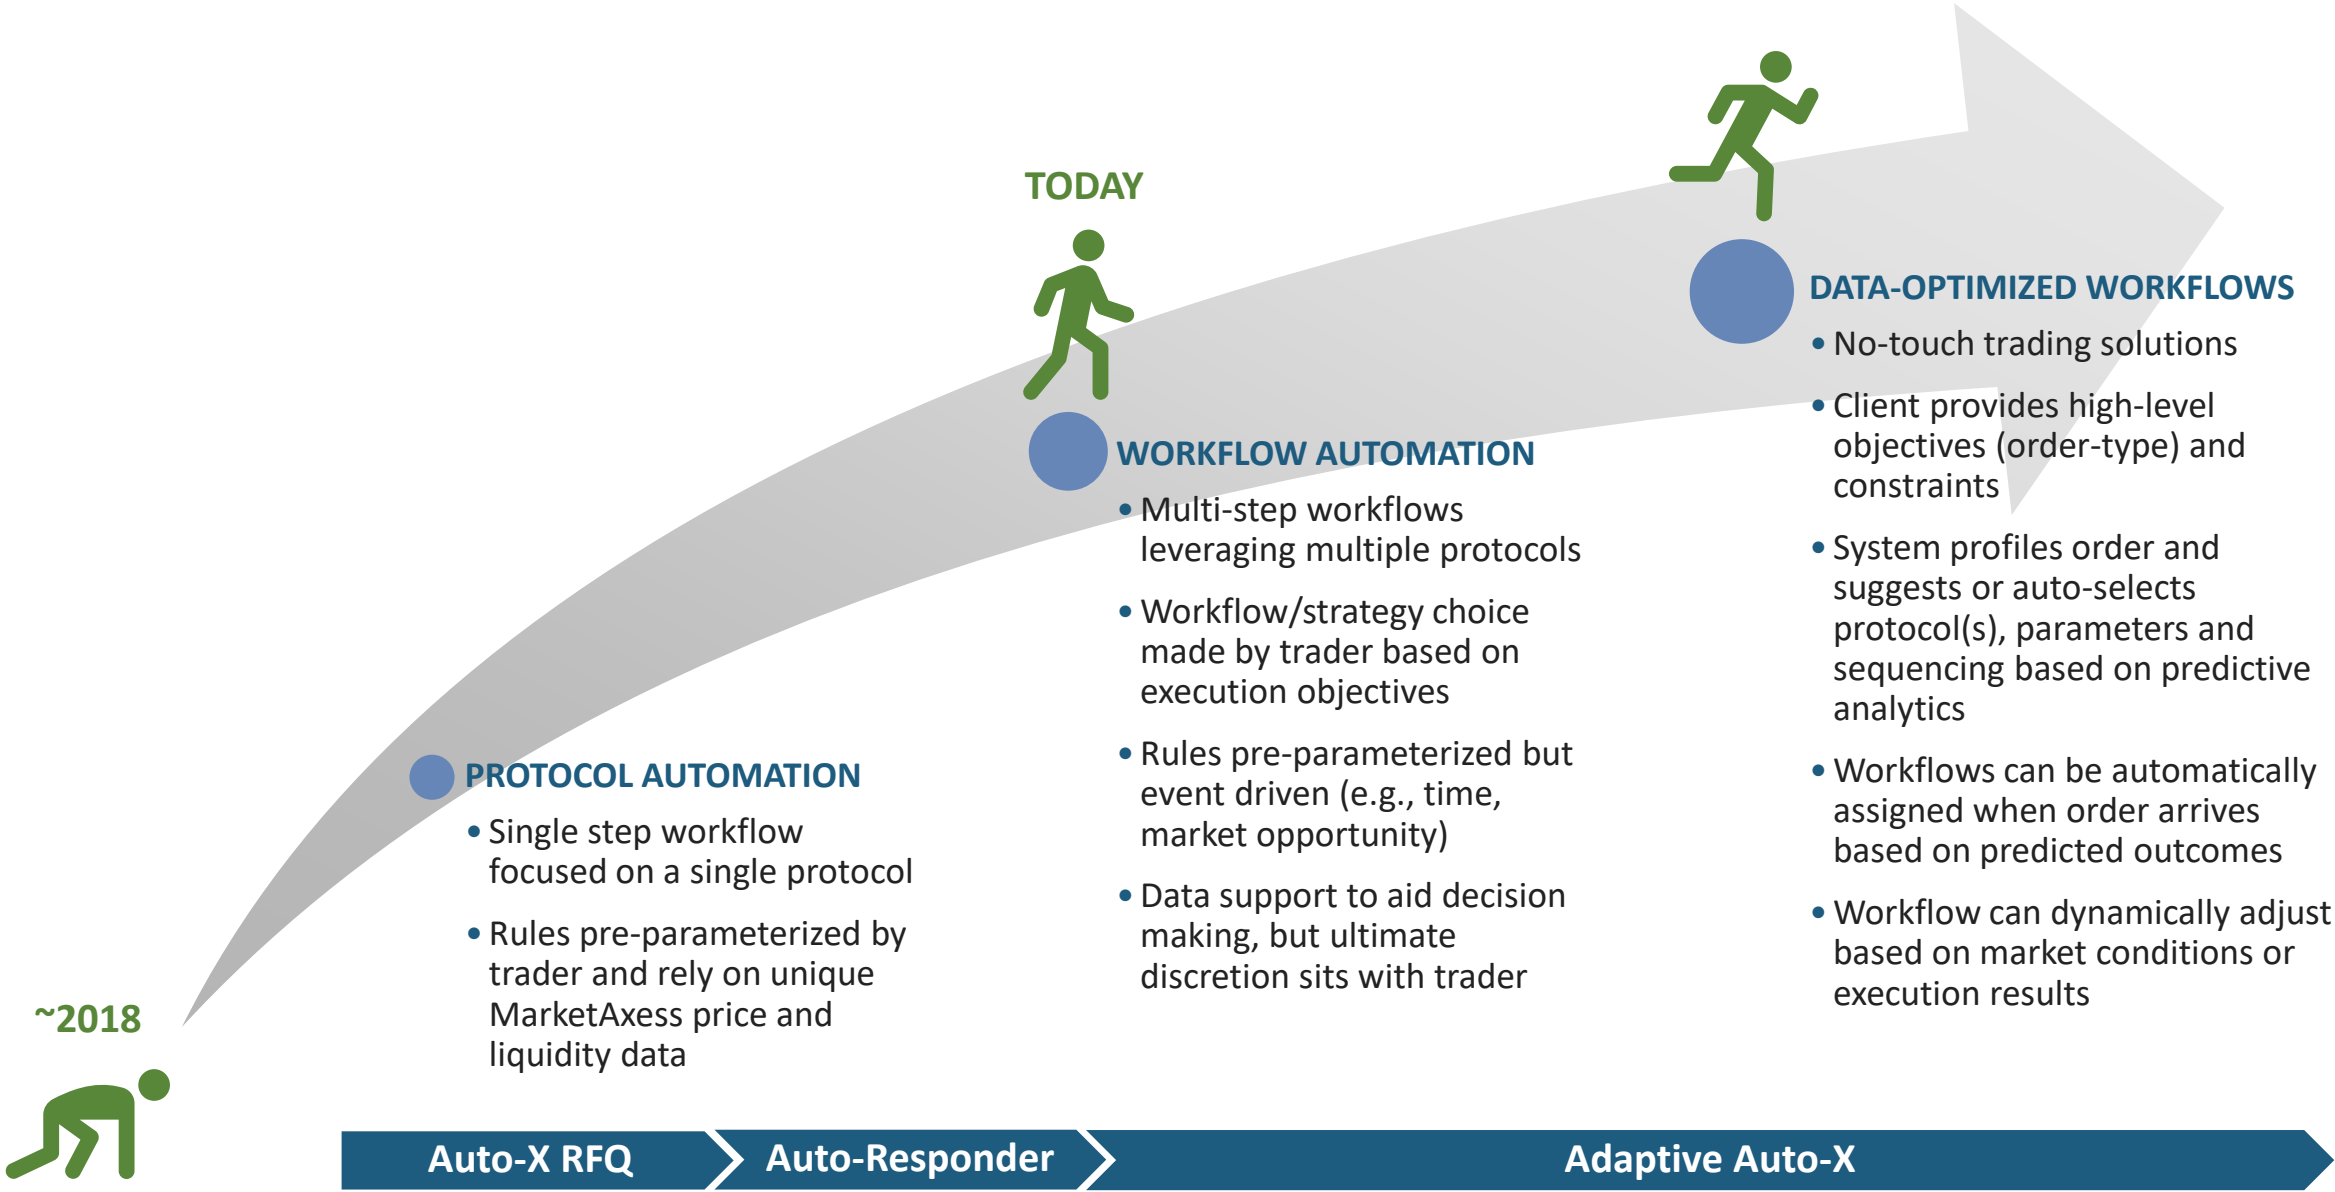 TODAY
~2018
PROTOCOL AUTOMATION
• Single step workflow
focused on a single protocol
• Rules pre-parameterized by
trader and rely on unique
MarketAxess price and
liquidity data
WORKFLOW AUTOMATION
• Multi-step workflows
leveraging multiple protocols
• Workflow/strategy choice
made by trader based on
execution objectives
• Rules pre-parameterized but
event driven (e.g., time,
market opportunity)
• Data support to aid decision
making, but ultimate
discretion sits with trader
DATA-OPTIMIZED WORKFLOWS
• No-touch trading solutions
• Client provides high-level
objectives (order-type) and
constraints
• System profiles order and
suggests or auto-selects
protocol(s), parameters and
sequencing based on predictive
analytics
• Workflows can be automatically
assigned when order arrives
based on predicted outcomes
• Workflow can dynamically adjust
based on market conditions or
execution results
Auto-X RFQ
Auto-Responder
Adaptive Auto-X